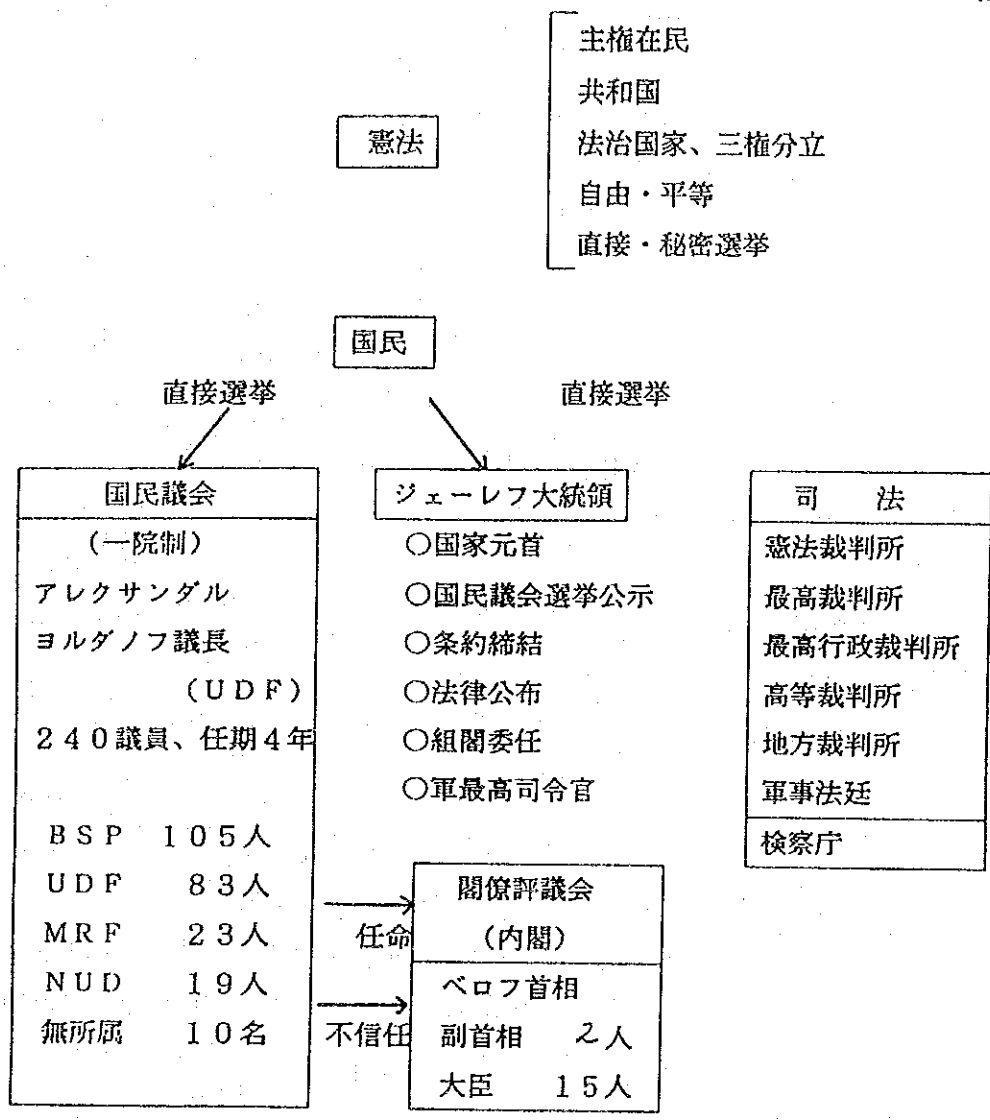 主権在民
共和国
憲法
法治国家、三権分立
自由・平等
直接・秘密選挙
国民
直接選挙
直接選挙
国民議会
（一院制）
アレクサンダル
ヨルダノフ議長
（ＵＤＦ）
２４０議員、任期４年
ＢＳＰ　１０５人
ＵＤＦ　８３人
ＭＲＦ　２３人
ＮＵＤ　１９人
無所属　１０名
ジェーレフ大統領
○国家元首
○国民議会選挙公示
○条約締結
○法律公布
○組閣委任
○軍最高司令官
任命
不信任
閣僚評議会
（内閣）
ベロフ首相
副首相　２人
大臣　１５人
司　法
憲法裁判所
最高裁判所
最高行政裁判所
高等裁判所
地方裁判所
軍事法廷
検察庁